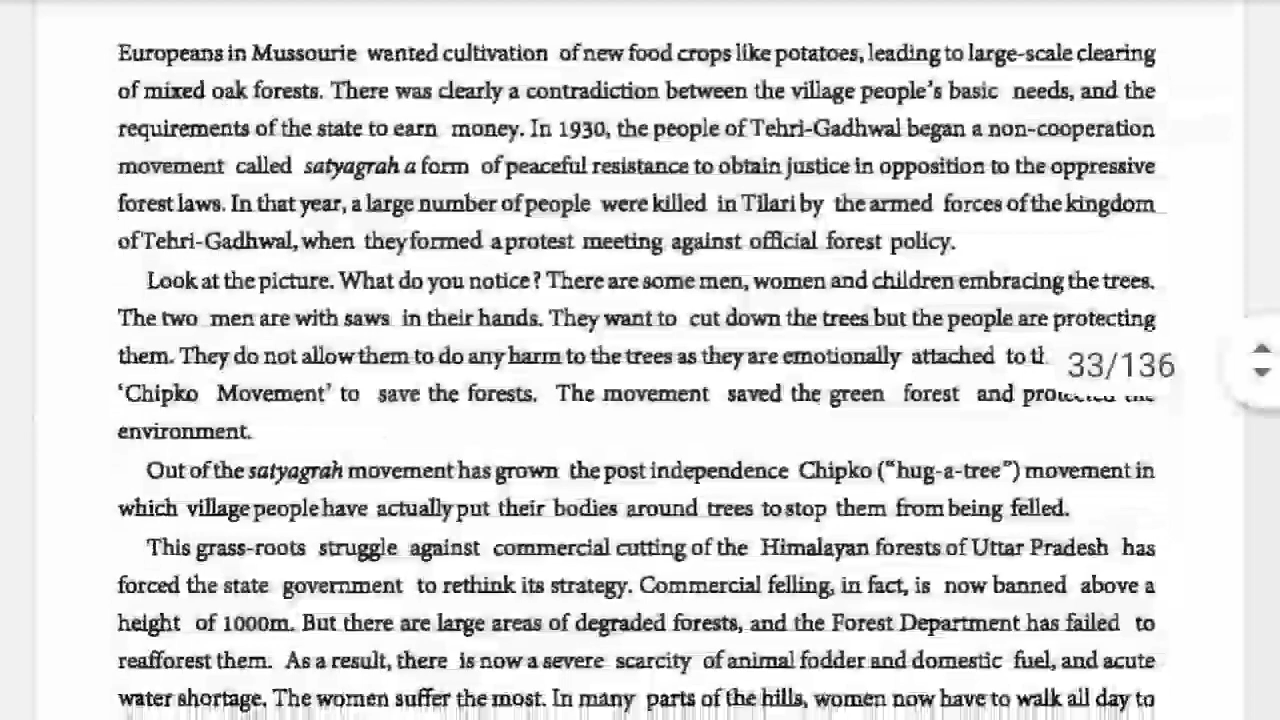 Europeans in Mussourie wanted cultivation of new food crops like potatoes, leading to large-scale clearing
of mixed oak forests. There was clearly a contradiction between the village people's basic needs, and the
requirements of the state to earn money. In 1930, the people of Tehri-Gadhwal began a non-cooperation
movement called satyagrah a form of peaceful resistance to obtain justice in opposition to the oppressive
forest laws. In that year, a large number of people were killed in Tilari by the armed forces of the kingdom
of Tehri-Gadhwal, when they formed a protest meeting against official forest policy.
Look at the picture. What do you notice? There are some men, women and children embracing the trees.
The two men are with saws in their hands. They want to cut down the trees but the people are protecting
them. They do not allow them to do any harm to the trees as they are emotionally attached to
33/136
'Chipko Movement' to save the forests. The movement saved the green forest and protected the
environment.
Out of the satyagrah movement has grown the post independence Chipko ("hug-a-tree") movement in
which village people have actually put their bodies around trees to stop them from being felled.
This grass-roots struggle against commercial cutting of the Himalayan forests of Uttar Pradesh has
forced the state government to rethink its strategy. Commercial felling, in fact, is now banned above a
height of 1000m. But there are large areas of degraded forests, and the Forest Department has failed to
reafforest them. As a result, there is now a severe scarcity of animal fodder and domestic fuel, and acute
water shortage. The women suffer the most. In many parts of the hills, women now have to walk all day to